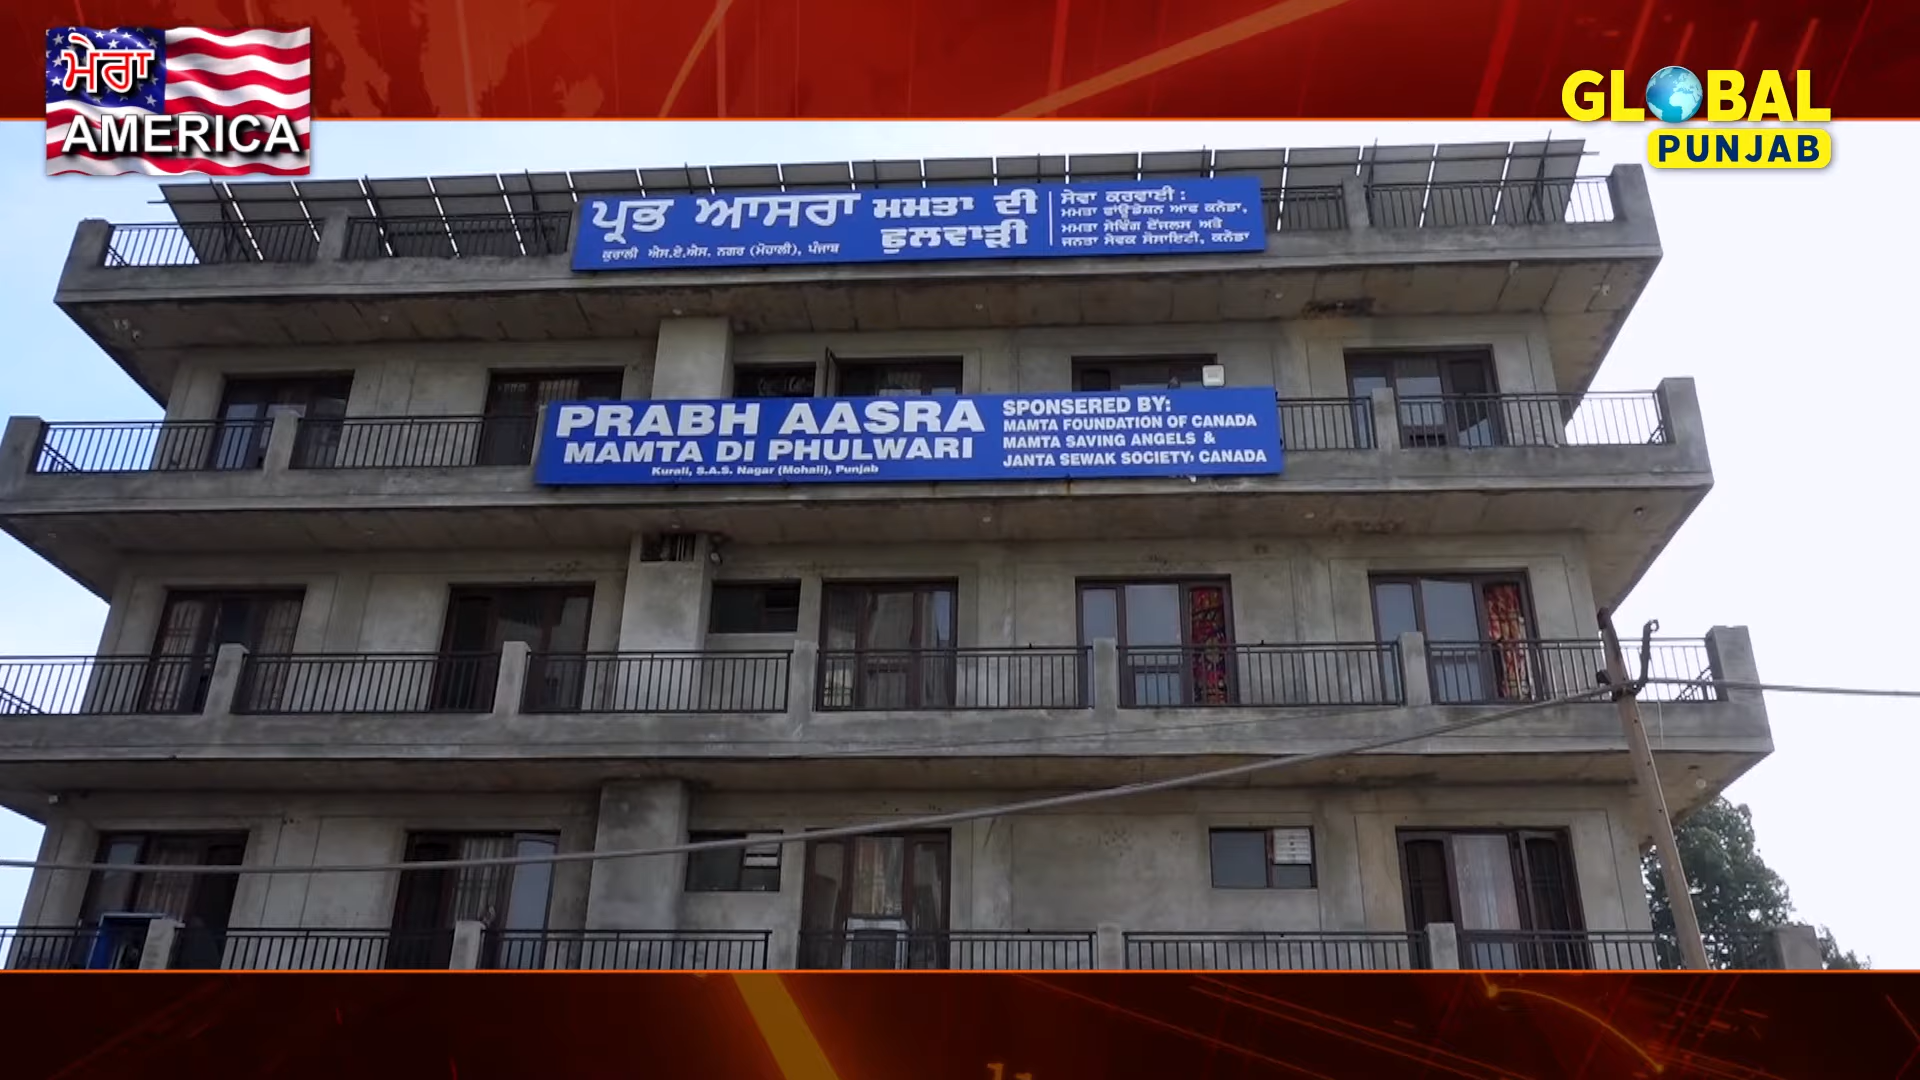 ਮੇਰਾ
AMERICA
GLOBAL
PUNJAB
ਪ੍ਰਭ ਆਸਰਾ
ਮਮਤਾ ਦੀ
ਫੁਲਵਾੜੀ
ਕੁਰਾਲੀ ਐਸ.ਏ.ਐਸ. ਨਗਰ (ਮੋਹਾਲੀ), ਪੰਜਾਬ
ਸੇਵਾ ਕਰਵਾਈ :
ਮਮਤਾ ਫਾਂਊਡੇਸ਼ਨ ਆਫ ਕਨੇਡਾ,
ਮਮਤਾ ਸੇਵਿੰਗ ਏਂਜਲਸ ਅਤੇ
ਜਨਤਾ ਸੇਵਕ ਸੋਸਾਇਟੀ, ਕਨੇਡਾ
PRABH AASRA
MAMTA DI PHULWARI
Kurali, S.A.S. Nagar (Mohali), Punjab
SPONSERED BY:
MAMTA FOUNDATION OF CANADA
MAMTA SAVING ANGELS &
JANTA SEWAK SOCIETY, CANADA